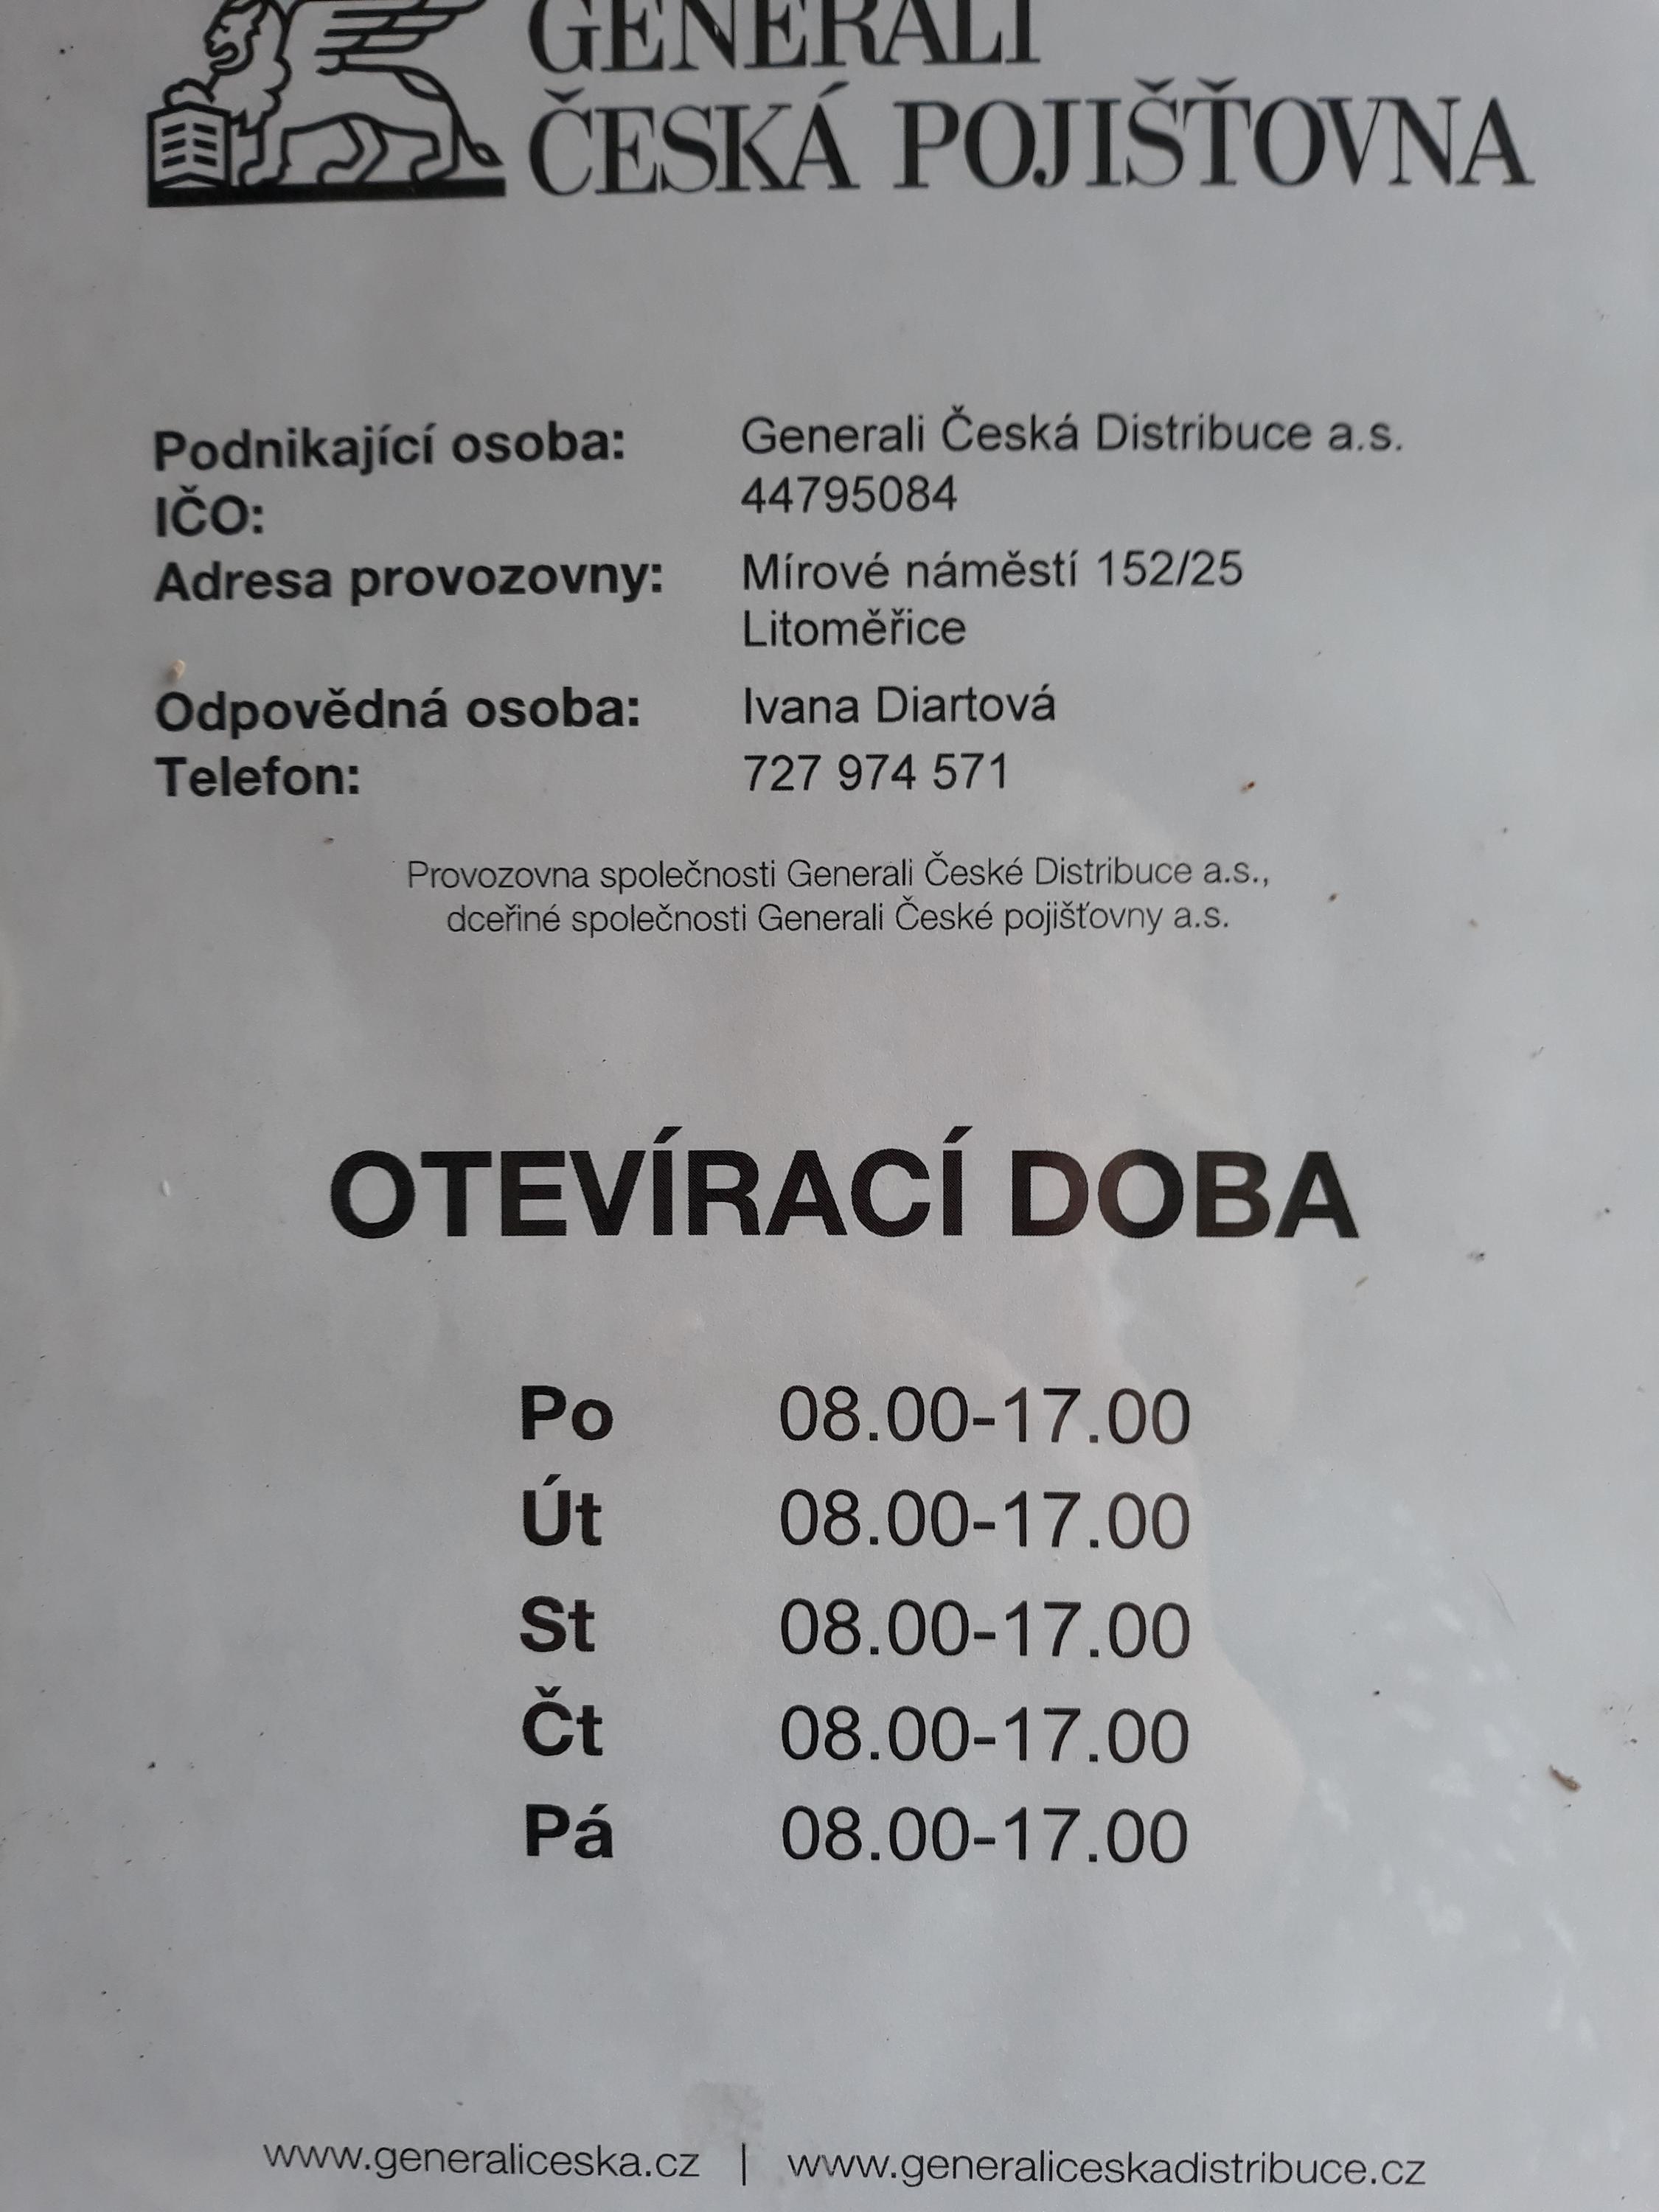 GENERALI
ČESKÁ POJIŠŤOVNA
Podnikající osoba: Generali Česká Distribuce a.s.
IČO: 44795084
Adresa provozovny: Mírové náměstí 152/25
Litoměřice
Odpovědná osoba: Ivana Diartová
Telefon: 727 974 571
Provozovna společnosti Generali České Distribuce a.s.,
dceřiné společnosti Generali České pojišťovny a.s.
OTEVÍRACÍ DOBA
Po 08.00-17.00
Út 08.00-17.00
St 08.00-17.00
Čt 08.00-17.00
Pá 08.00-17.00
www.generaliceska.cz | www.generaliceskadistribuce.cz